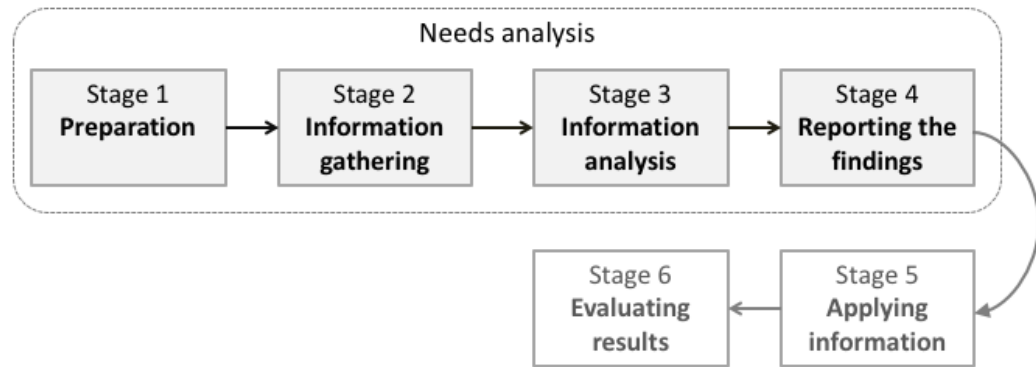 Needs analysis
Stage 1
Preparation
Stage 2
Information
gathering
Stage 3
Information
analysis
Stage 4
Reporting the
findings
Stage 5
Applying
information
Stage 6
Evaluating
results